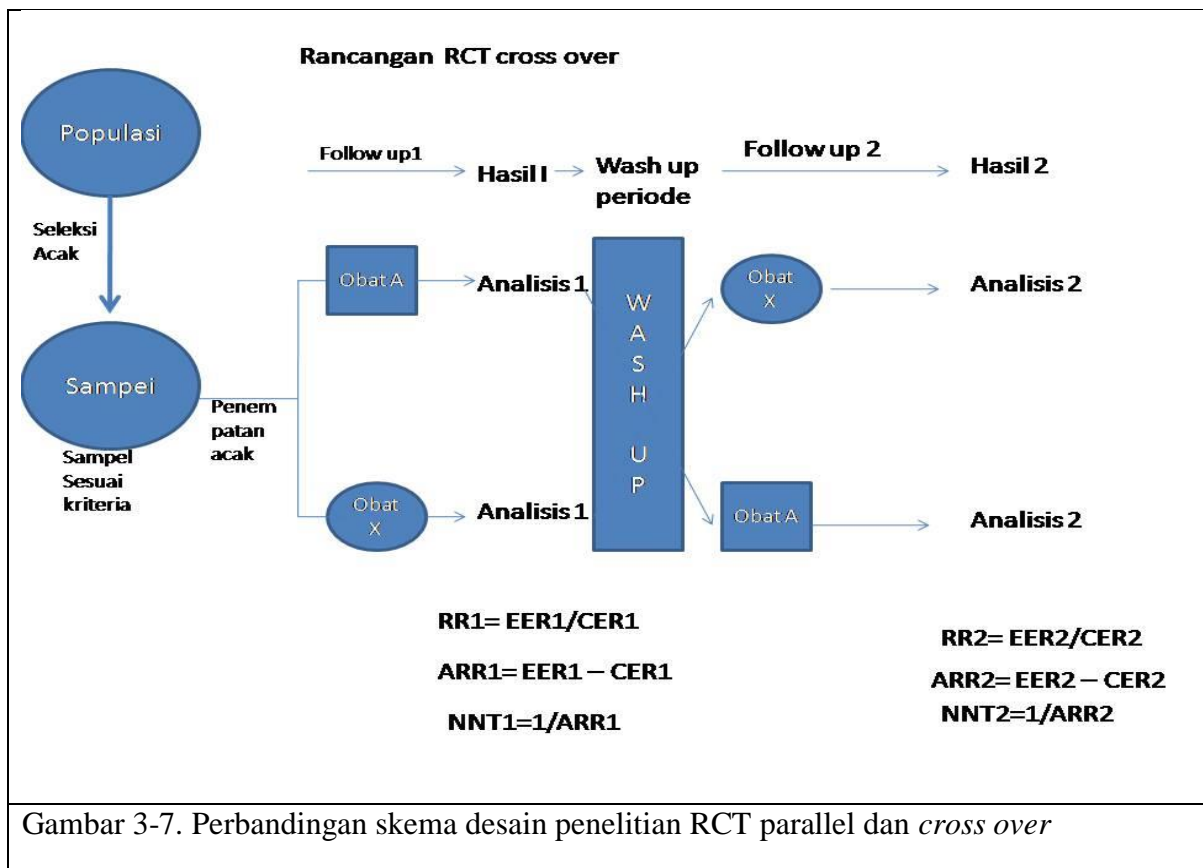 Rancangan RCT cross over
Populasi
Follow up1
Hasil I
Wash up
periode
Follow up 2
Hasil 2
Seleksi
Acak
Obat A
Analisis 1
W
A
S
H
U
P
Obat
X
Analisis 2
Sampei
Penem
patan
acak
Sampel
Sesuai
kriteria
Obat
X
Analisis 1
Obat A
Analisis 2
RR1= EER1/CER1
ARR1= EER1 – CER1
NNT1=1/ARR1
RR2= EER2/CER2
ARR2= EER2 – CER2
NNT2=1/ARR2
Gambar 3-7. Perbandingan skema desain penelitian RCT parallel dan cross over